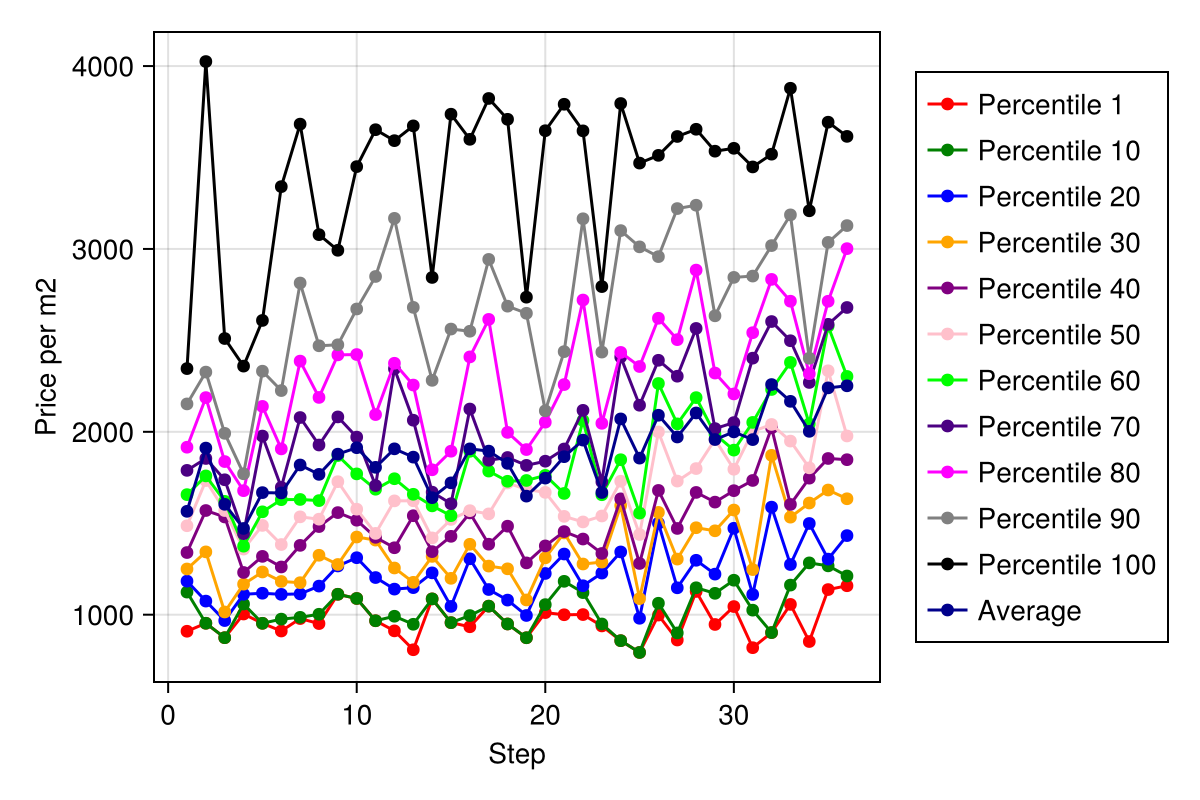 4000
3000
2000
1000
Price per m2
0 10 20 30
Step
Percentile 1
Percentile 10
Percentile 20
Percentile 30
Percentile 40
Percentile 50
Percentile 60
Percentile 70
Percentile 80
Percentile 90
Percentile 100
Average